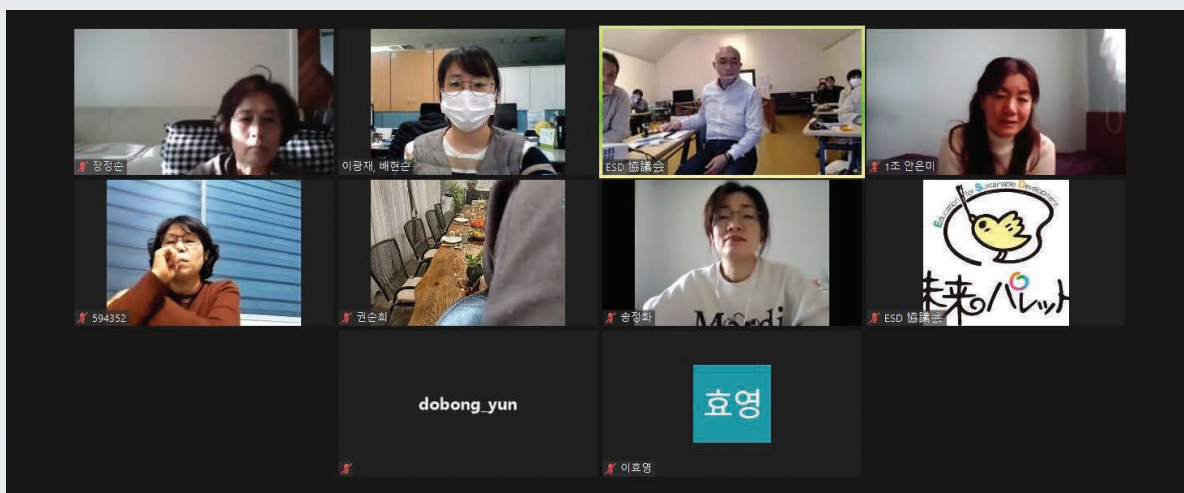 장정순
이광재, 배현순
ESD 協議会
1조 안은미
594352
권순희
송정화
Mardi
Education for Sustainable Development
未来のパレット
ESD 協議会
dobong_yun
효영
이효영